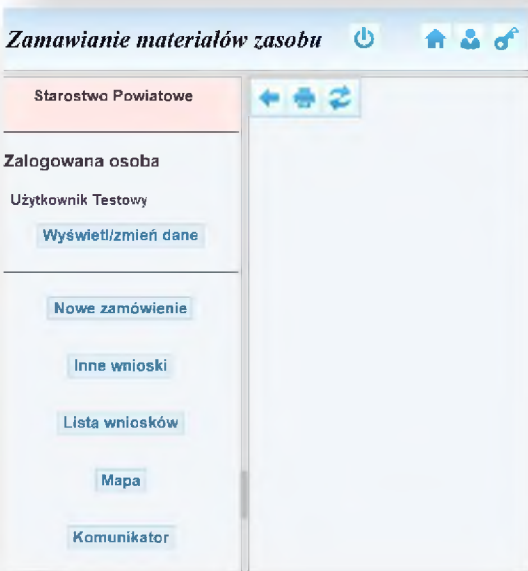 Zamawianie materiałów zasobu
Starostwo Powiatowe
Zalogowana osoba
Użytkownik Testowy
Wyświetl/zmień dane
Nowe zamówienie
Inne wnioski
Lista wniosków
Mapa
Komunikator